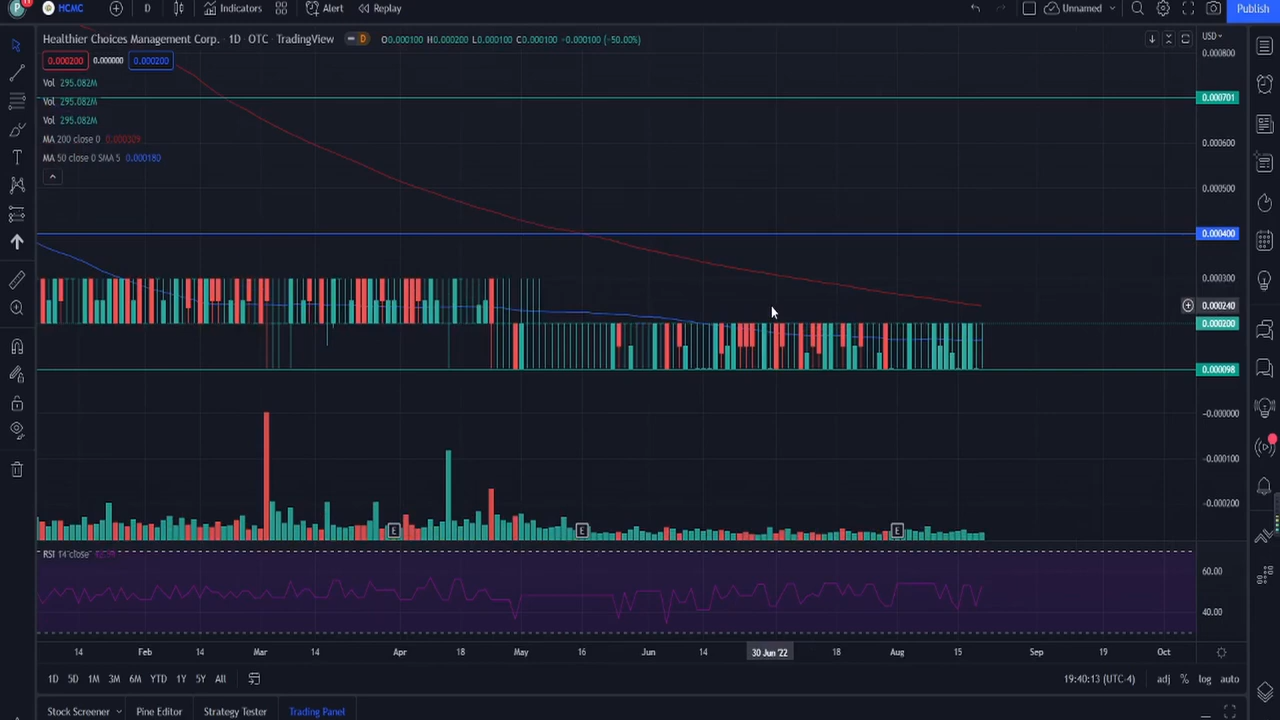 P 11 HCMC D Indicators Alert Replay Unnamed Publish
Healthier Choices Management Corp. · 1D · OTC · TradingView D O0.000100 H0.000200 L0.000100 C0.000100 -0.000100 (-50.00%) USD
0.000200 0.000000 0.000200
0.000800
Vol 295.082M
0.000701
Vol 295.082M
Vol 295.082M
MA 200 close 0
0.000600
MA 50 close 0 SMA 5 0.000180
0.000500
0.000400
0.000300
0.000240
0.000200
0.000098
-0.000000
-0.000100
-0.000200
E E E
RSI 14 close
60.00
40.00
14 Feb 14 Mar 14 Apr 18 May 16 Jun 14 30 Jun '22 18 Aug 15 Sep 19 Oct
1D 5D 1M 3M 6M YTD 1Y 5Y All 19:40:13 (UTC-4) adj % log auto
Stock Screener Pine Editor Strategy Tester Trading Panel